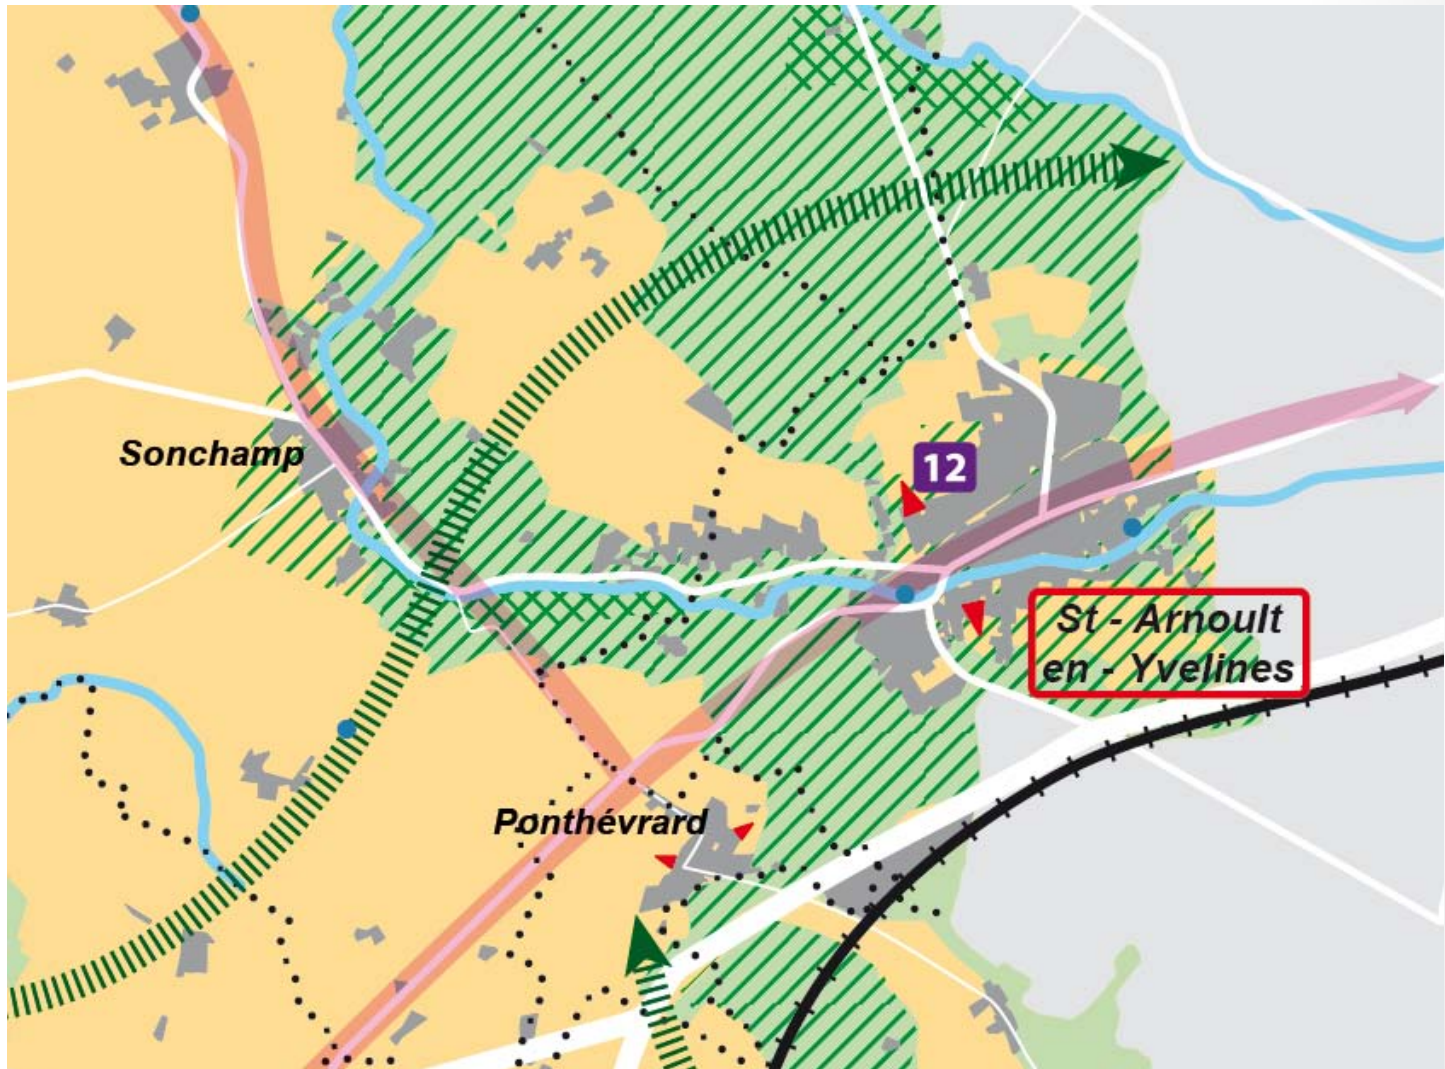 Sonchamp
12
St - Arnoult
en - Yvelines
Ponthévrard